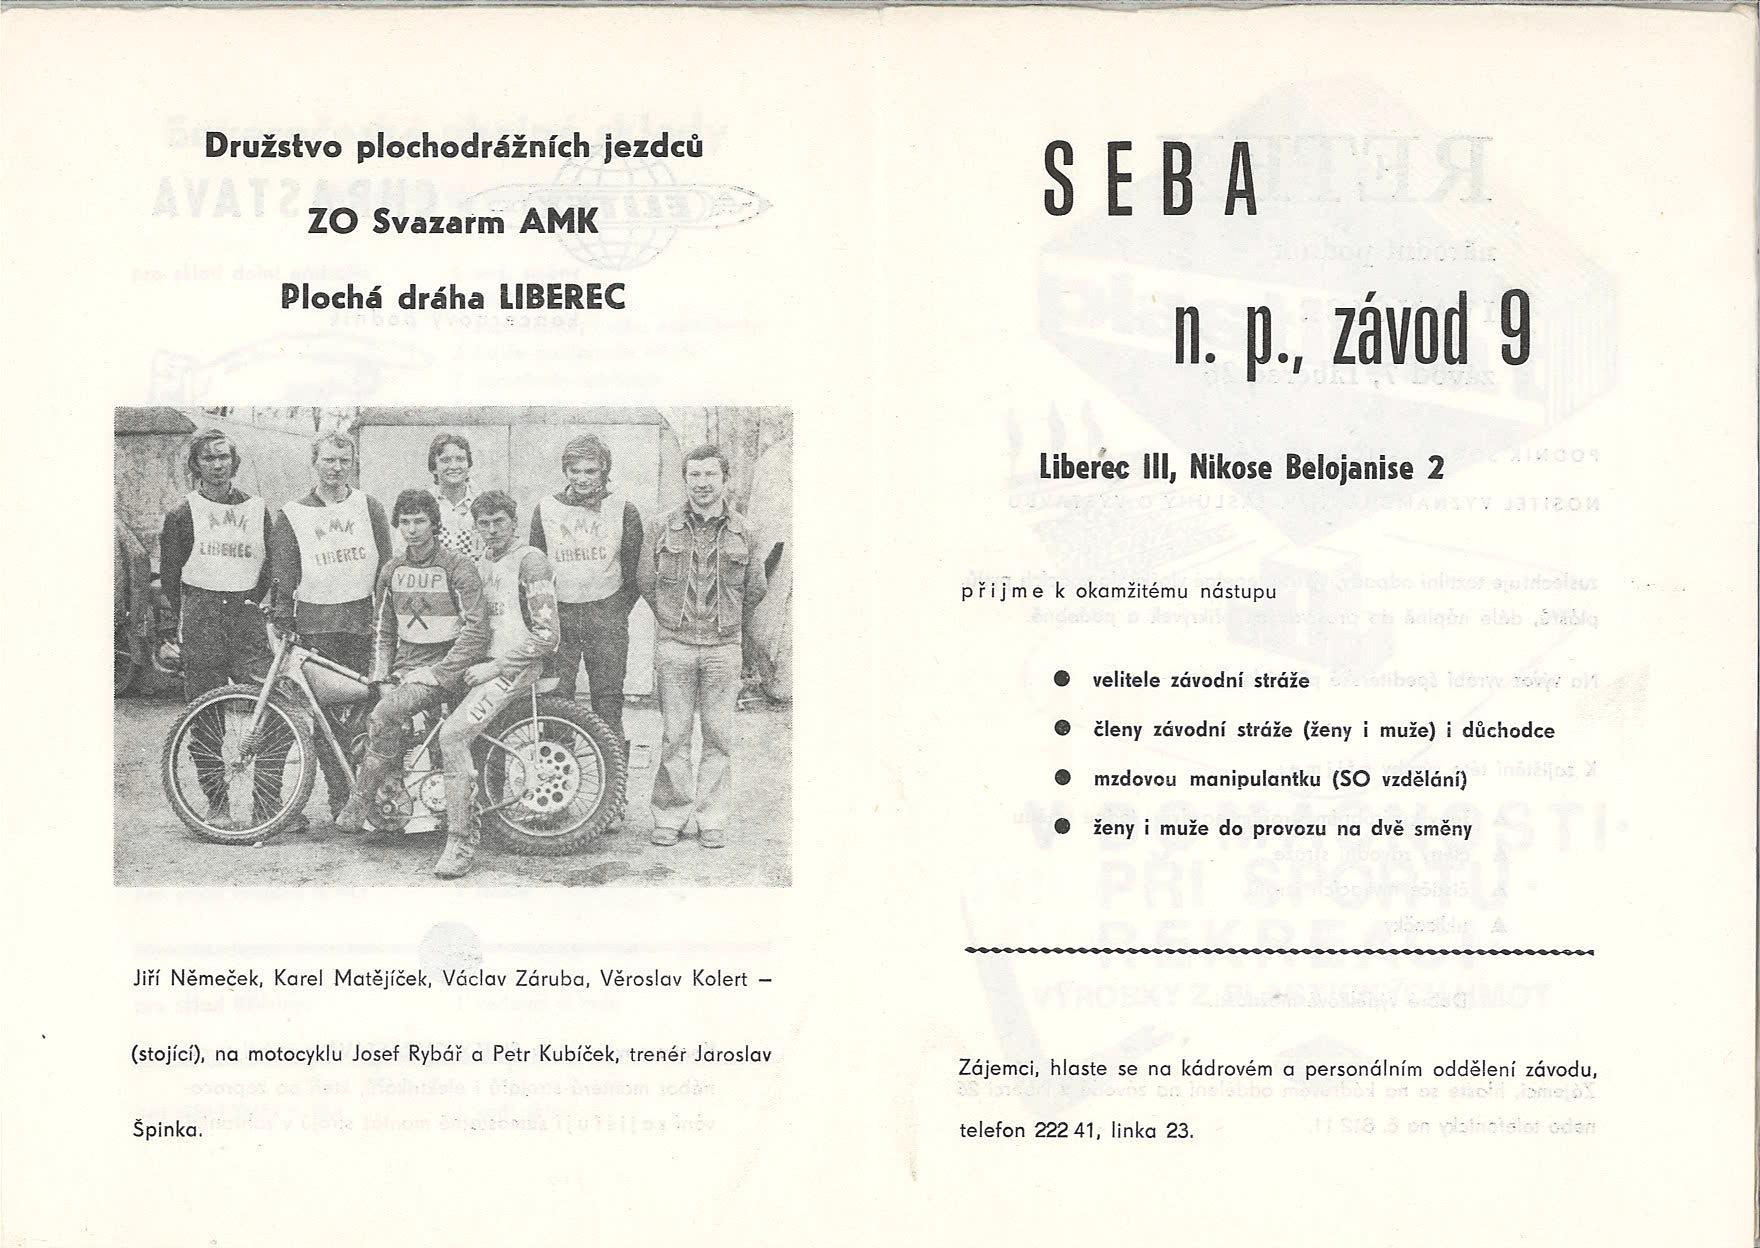 Družstvo plochodrážních jezdců
ZO Svazarm AMK
Plochá dráha LIBEREC
AMK
LIBEREC
AMK
LIBEREC
AMK
LIBEREC
VDUP
LVT LI
Jiří Němeček, Karel Matějíček, Václav Záruba, Věroslav Kolert –
(stojící), na motocyklu Josef Rybář a Petr Kubíček, trenér Jaroslav
Špinka.
SEBA
n. p., závod 9
Liberec III, Nikose Belojanise 2
přijme k okamžitému nástupu
● velitele závodní stráže
● členy závodní stráže (ženy i muže) i důchodce
● mzdovou manipulantku (SO vzdělání)
● ženy i muže do provozu na dvě směny
Zájemci, hlaste se na kádrovém a personálním oddělení závodu,
telefon 222 41, linka 23.